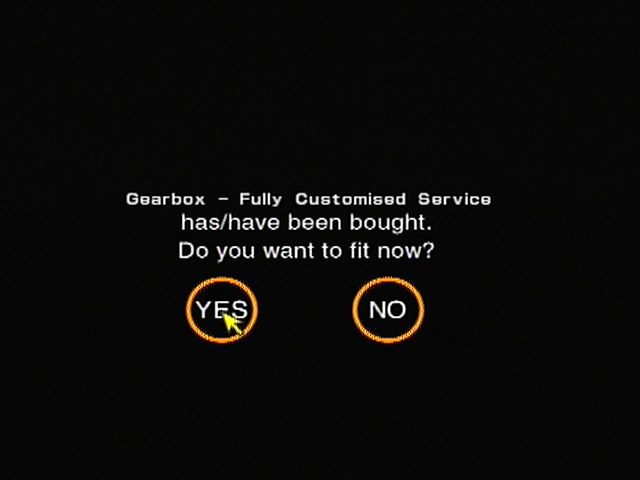 Gearbox - Fully Customised Service
has/have been bought.
Do you want to fit now?
YES NO